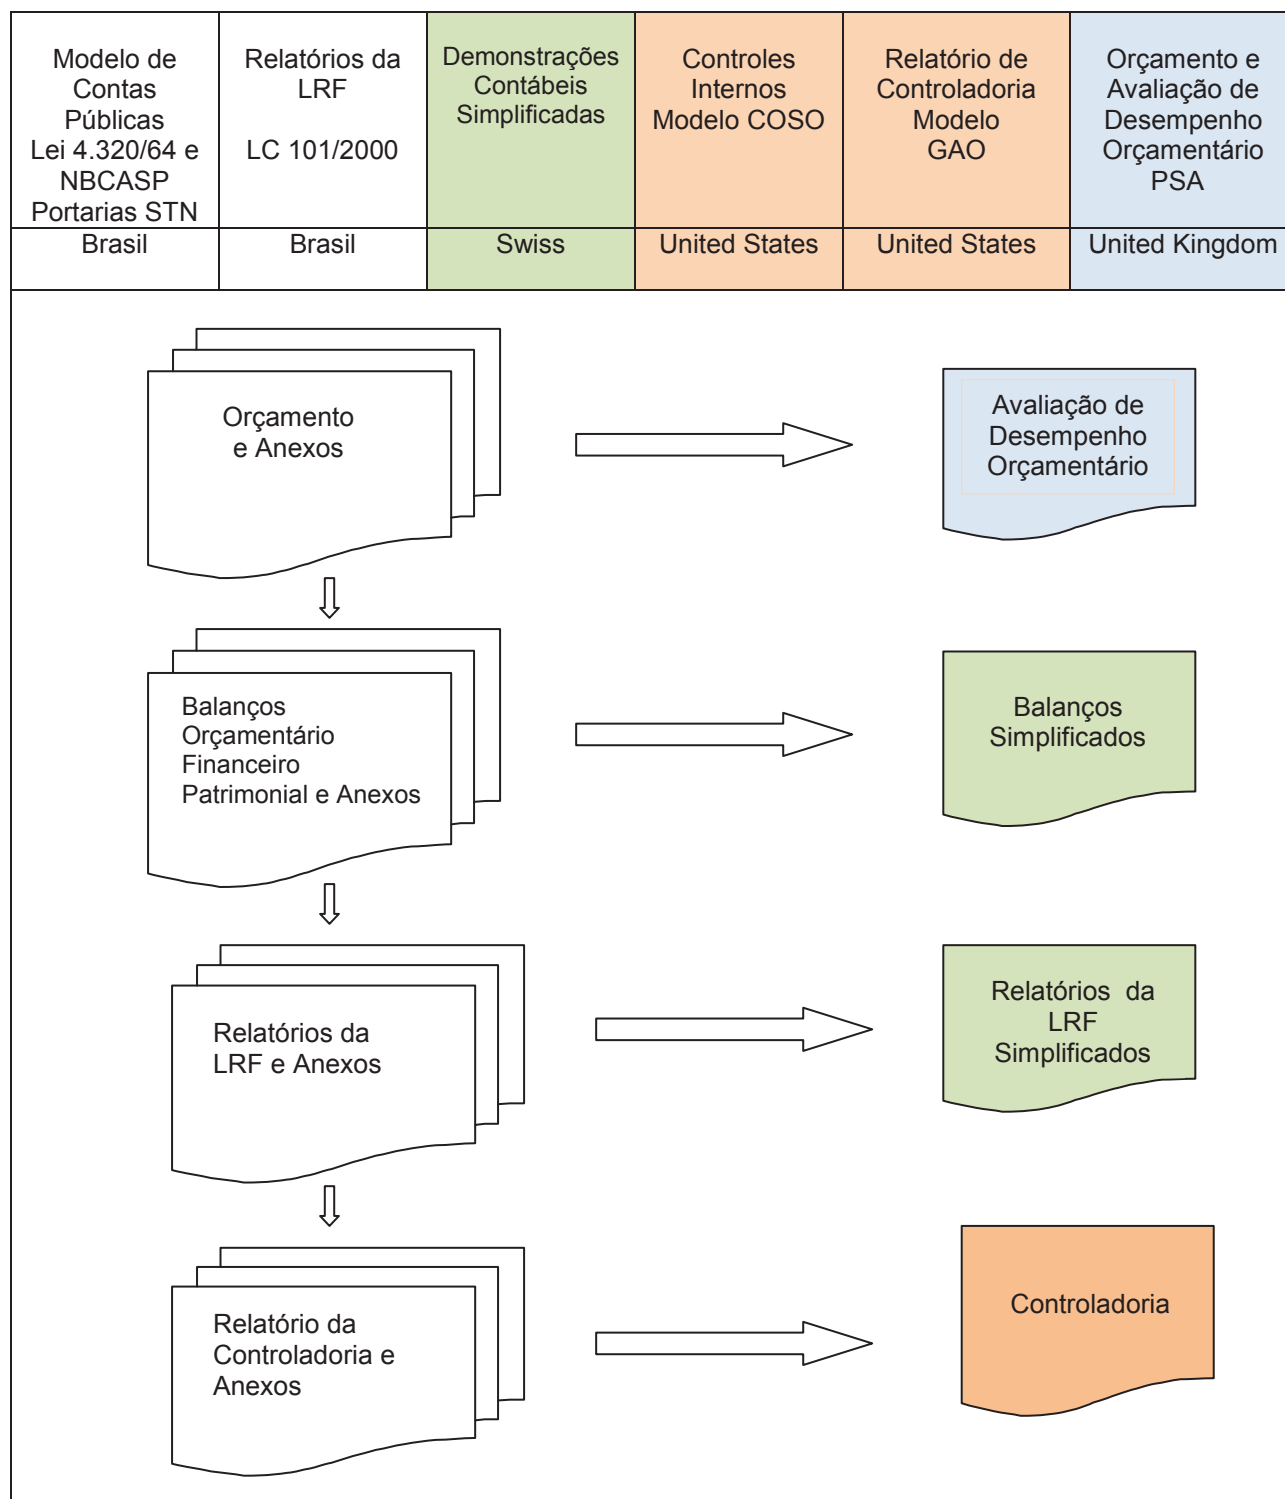 Modelo de
Contas
Públicas
Lei 4.320/64 e
NBCASP
Portarias STN
Relatórios da
LRF
LC 101/2000
Demonstrações
Contábeis
Simplificadas
Controles
Internos
Modelo COSO
Relatório de
Controladoria
Modelo
GAO
Orçamento e
Avaliação de
Desempenho
Orçamentário
PSA
Brasil
Brasil
Swiss
United States
United States
United Kingdom
Orçamento
e Anexos
Avaliação de
Desempenho
Orçamentário
Balanços
Orçamentário
Financeiro
Patrimonial e Anexos
Balanços
Simplificados
Relatórios da
LRF e Anexos
Relatórios da
LRF
Simplificados
Relatório da
Controladoria e
Anexos
Controladoria